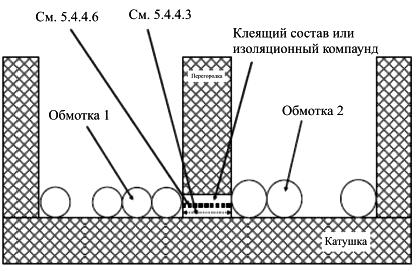 См. 5.4.4.6
См. 5.4.4.3
Клеящий состав или
изоляционный компаунд
Перегородка
Обмотка 1
Обмотка 2
Катушка